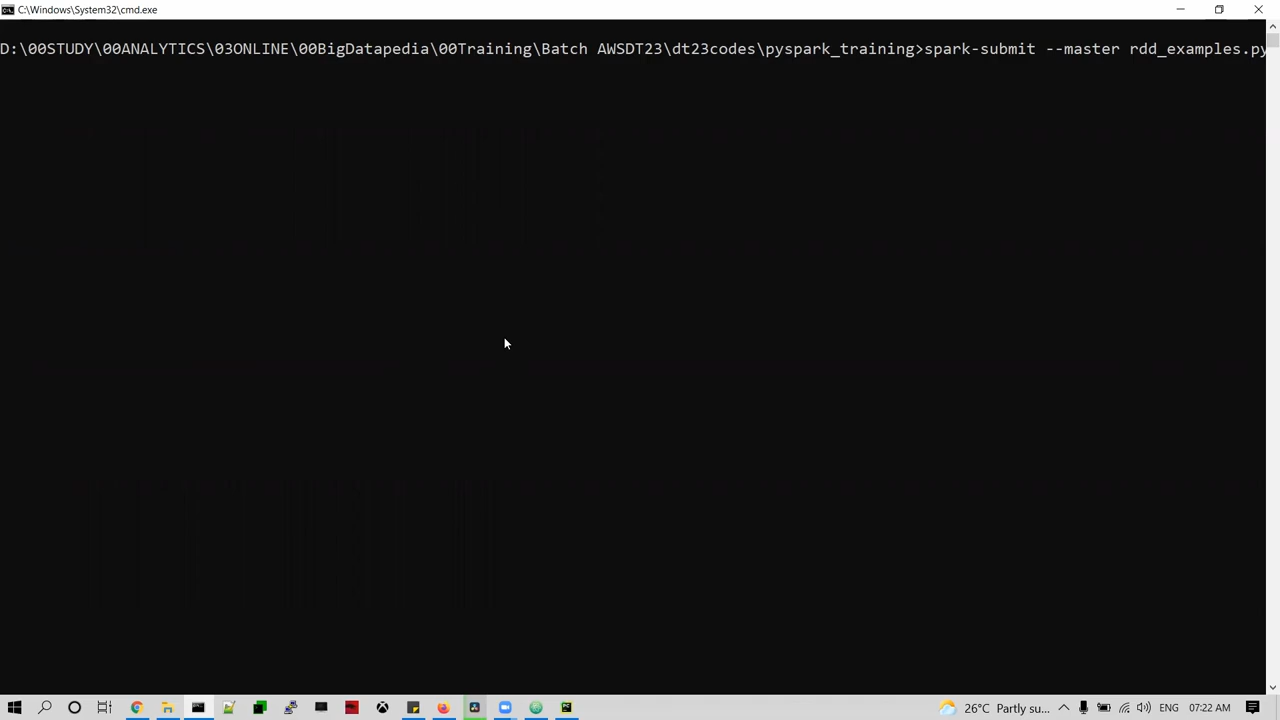 C:\Windows\System32\cmd.exe
D:\00STUDY\00ANALYTICS\03ONLINE\00BigDatapedia\00Training\Batch AWSDT23\dt23codes\pyspark_training>spark-submit --master rdd_examples.py
26°C Partly su... ENG 07:22 AM